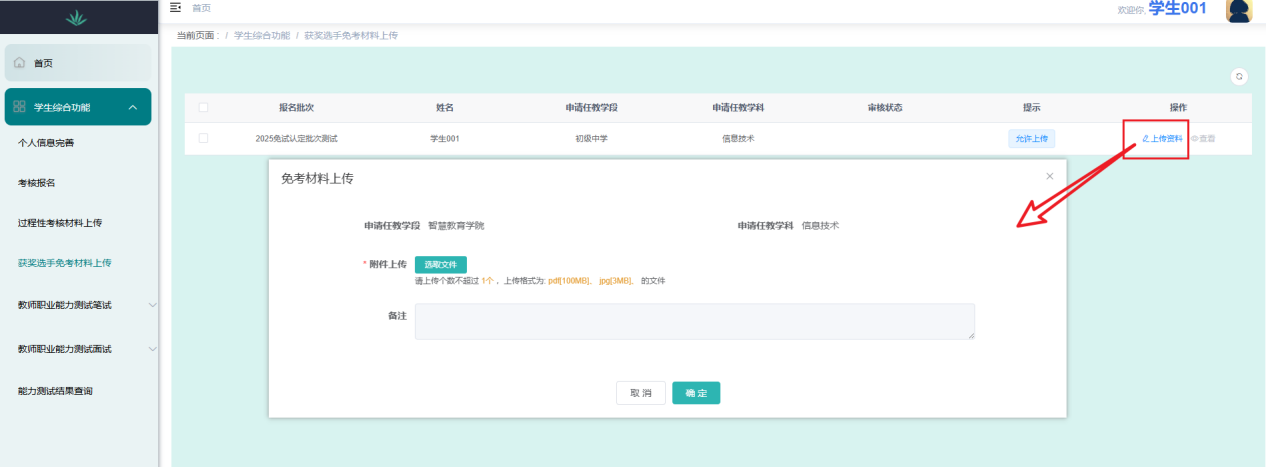 首页
欢迎你, 学生001
当前页面： / 学生综合功能 / 获奖选手免考材料上传
首页
学生综合功能
个人信息完善
考核报名
过程性考核材料上传
获奖选手免考材料上传
教师职业能力测试笔试
教师职业能力测试面试
能力测试结果查询
报名批次 姓名 申请任教学段 申请任教学科 审核状态 提示 操作
2025免试认定批次测试 学生001 初级中学 信息技术 允许上传 上传资料 查看
免考材料上传
申请任教学段 智慧教育学院 申请任教学科 信息技术
* 附件上传 选取文件
请上传个数不超过 1个 ，上传格式为: pdf[100MB]、 jpg[3MB]、 的文件
备注
取 消 确 定